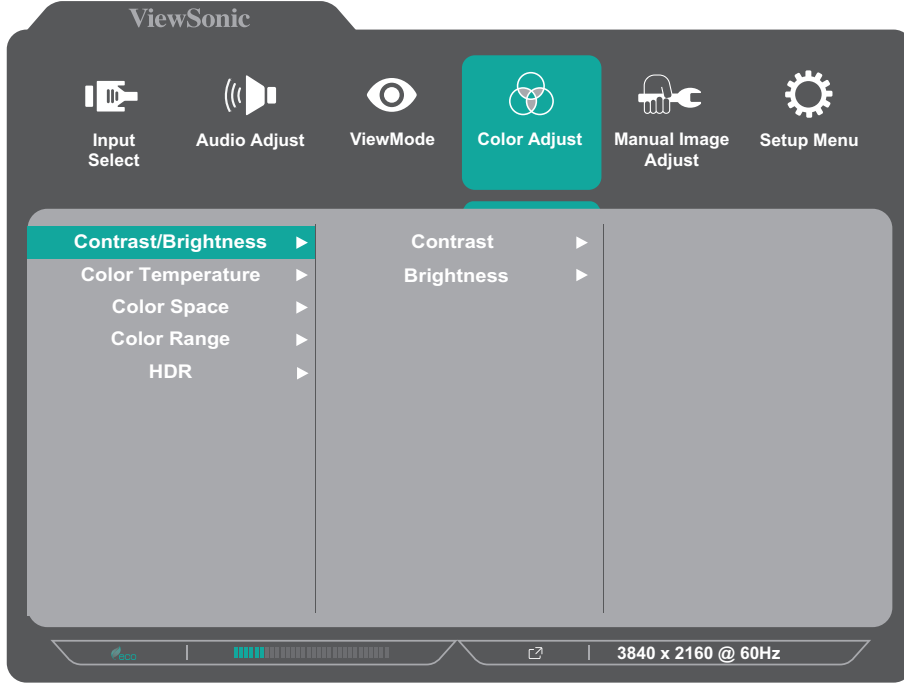 ViewSonic
Input Select
Audio Adjust
ViewMode
Color Adjust
Manual Image Adjust
Setup Menu
Contrast/Brightness
Color Temperature
Color Space
Color Range
HDR
Contrast
Brightness
eco
3840 x 2160 @ 60Hz